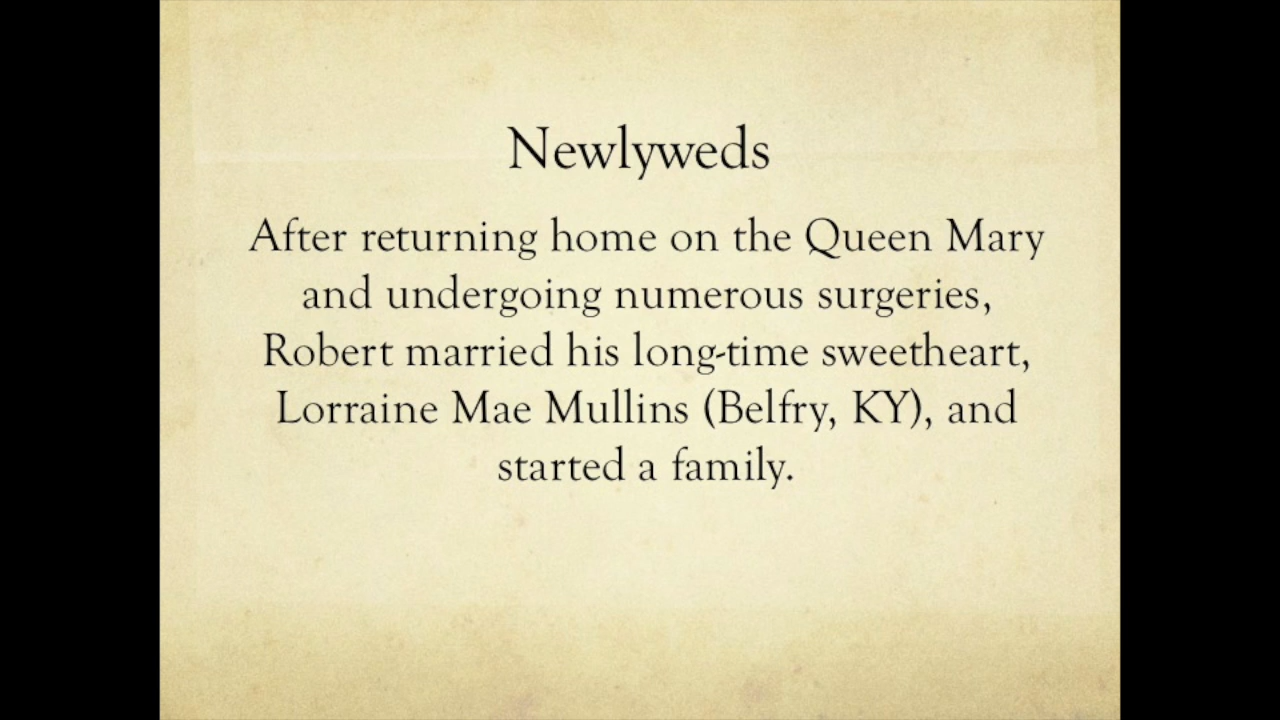 Newlyweds
After returning home on the Queen Mary
and undergoing numerous surgeries,
Robert married his long-time sweetheart,
Lorraine Mae Mullins (Belfry, KY), and
started a family.